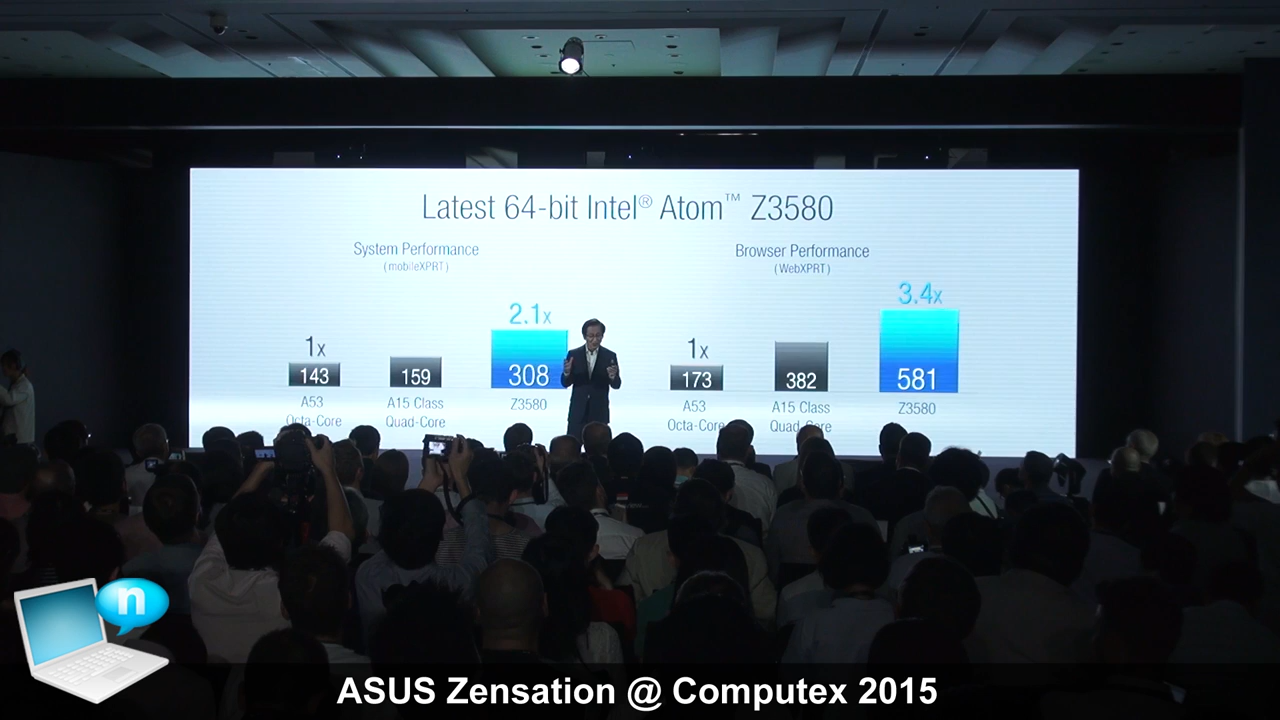 Latest 64-bit Intel® Atom™ Z3580
System Performance
(mobileXPRT)
1x
143
A53
Octa-Core
159
A15 Class
Quad-Core
2.1x
308
Z3580
Browser Performance
(WebXPRT)
1x
173
A53
Octa-Core
382
A15 Class
Quad-Core
3.4x
581
Z3580
n
ASUS Zensation @ Computex 2015